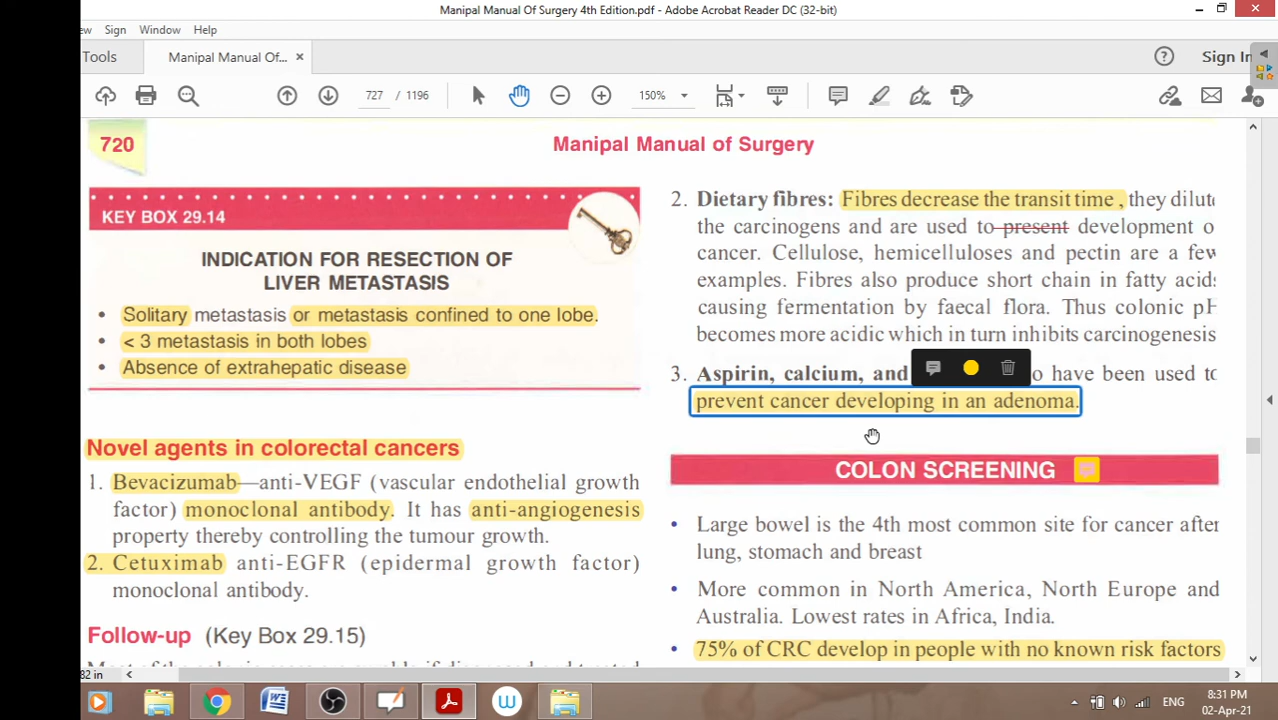 Manipal Manual Of Surgery 4th Edition.pdf - Adobe Acrobat Reader DC (32-bit)
Sign Window Help
Tools Manipal Manual Of... × Sign In
727 / 1196 150%
720 Manipal Manual of Surgery
KEY BOX 29.14
INDICATION FOR RESECTION OF
LIVER METASTASIS
• Solitary metastasis or metastasis confined to one lobe.
• < 3 metastasis in both lobes
• Absence of extrahepatic disease
Novel agents in colorectal cancers
1. Bevacizumab—anti-VEGF (vascular endothelial growth
factor) monoclonal antibody. It has anti-angiogenesis
property thereby controlling the tumour growth.
2. Cetuximab anti-EGFR (epidermal growth factor)
monoclonal antibody.
Follow-up (Key Box 29.15)
2. Dietary fibres: Fibres decrease the transit time , they dilute
the carcinogens and are used to present development o
cancer. Cellulose, hemicelluloses and pectin are a few
examples. Fibres also produce short chain in fatty acids
causing fermentation by faecal flora. Thus colonic pH
becomes more acidic which in turn inhibits carcinogenesis
3. Aspirin, calcium, and o have been used to
prevent cancer developing in an adenoma.
COLON SCREENING
• Large bowel is the 4th most common site for cancer after
lung, stomach and breast
• More common in North America, North Europe and
Australia. Lowest rates in Africa, India.
• 75% of CRC develop in people with no known risk factors
82 in
ENG
8:31 PM
02-Apr-21